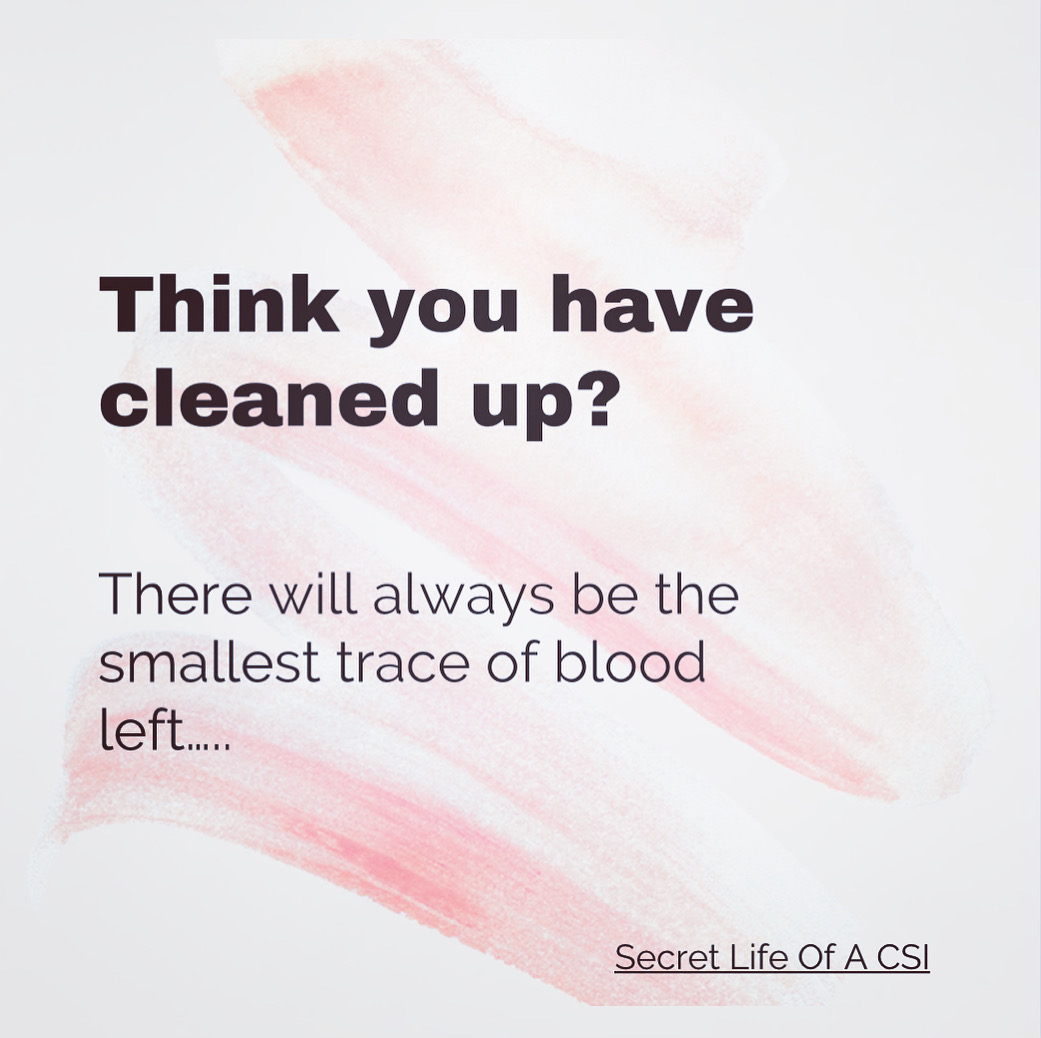 Think you have
cleaned up?
There will always be the
smallest trace of blood
left.....
Secret Life Of A CSI